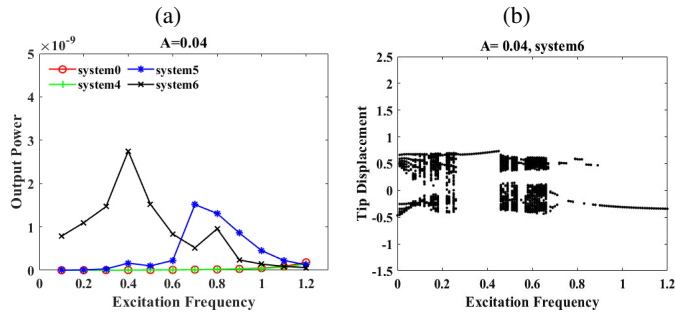 (a)
A=0.04
×10⁻⁹
5
4
3
2
1
0
0 0.2 0.4 0.6 0.8 1.0 1.2
system0
system5
system4
system6
Output Power
Excitation Frequency
(b)
A= 0.04, system6
2.5
1.5
0.5
-0.5
-1.5
0 0.2 0.4 0.6 0.8 1 1.2
Tip Displacement
Excitation Frequency